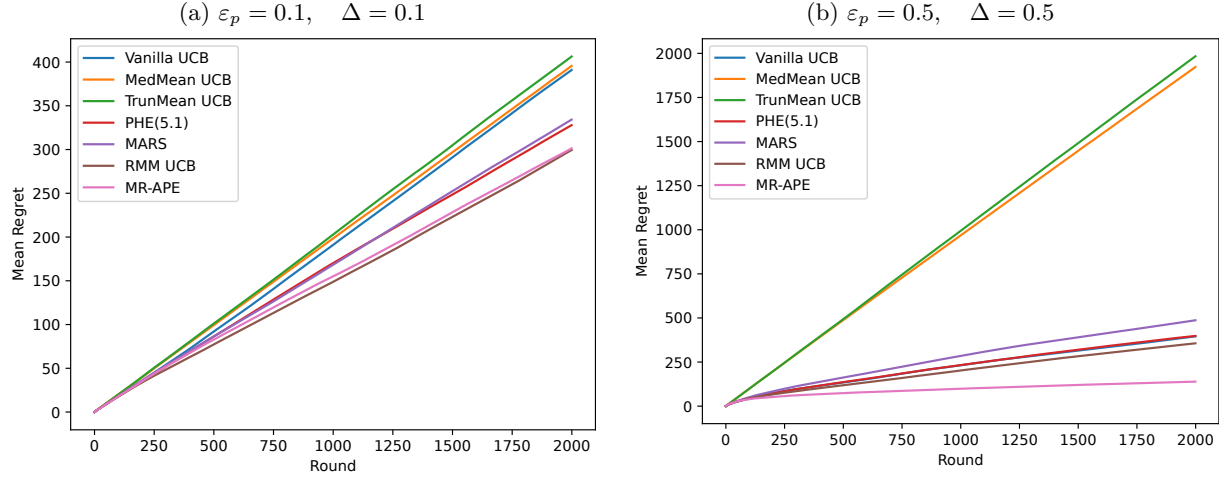 (a) εₚ = 0.1, Δ = 0.1
Vanilla UCB
MedMean UCB
TrunMean UCB
PHE(5.1)
MARS
RMM UCB
MR-APE
Mean Regret
400
350
300
250
200
150
100
50
0
0 250 500 750 1000 1250 1500 1750 2000
Round
(b) εₚ = 0.5, Δ = 0.5
Vanilla UCB
MedMean UCB
TrunMean UCB
PHE(5.1)
MARS
RMM UCB
MR-APE
Mean Regret
2000
1750
1500
1250
1000
750
500
250
0
0 250 500 750 1000 1250 1500 1750 2000
Round